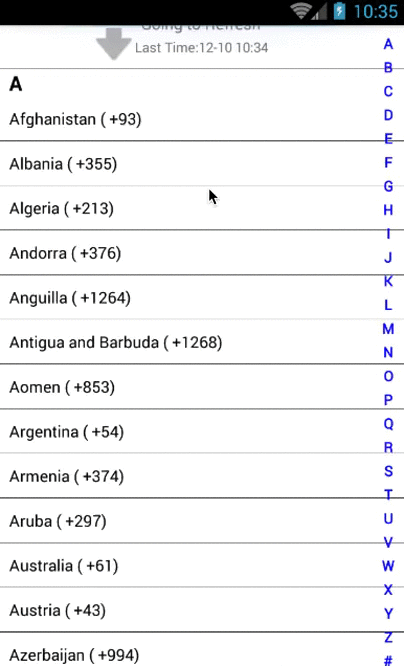 10:35
Going to Refresh
Last Time:12-10 10:34
A
Afghanistan ( +93)
Albania ( +355)
Algeria ( +213)
Andorra ( +376)
Anguilla ( +1264)
Antigua and Barbuda ( +1268)
Aomen ( +853)
Argentina ( +54)
Armenia ( +374)
Aruba ( +297)
Australia ( +61)
Austria ( +43)
Azerbaijan ( +994)
A
B
C
D
E
F
G
H
I
J
K
L
M
N
O
P
Q
R
S
T
U
V
W
X
Y
Z
#